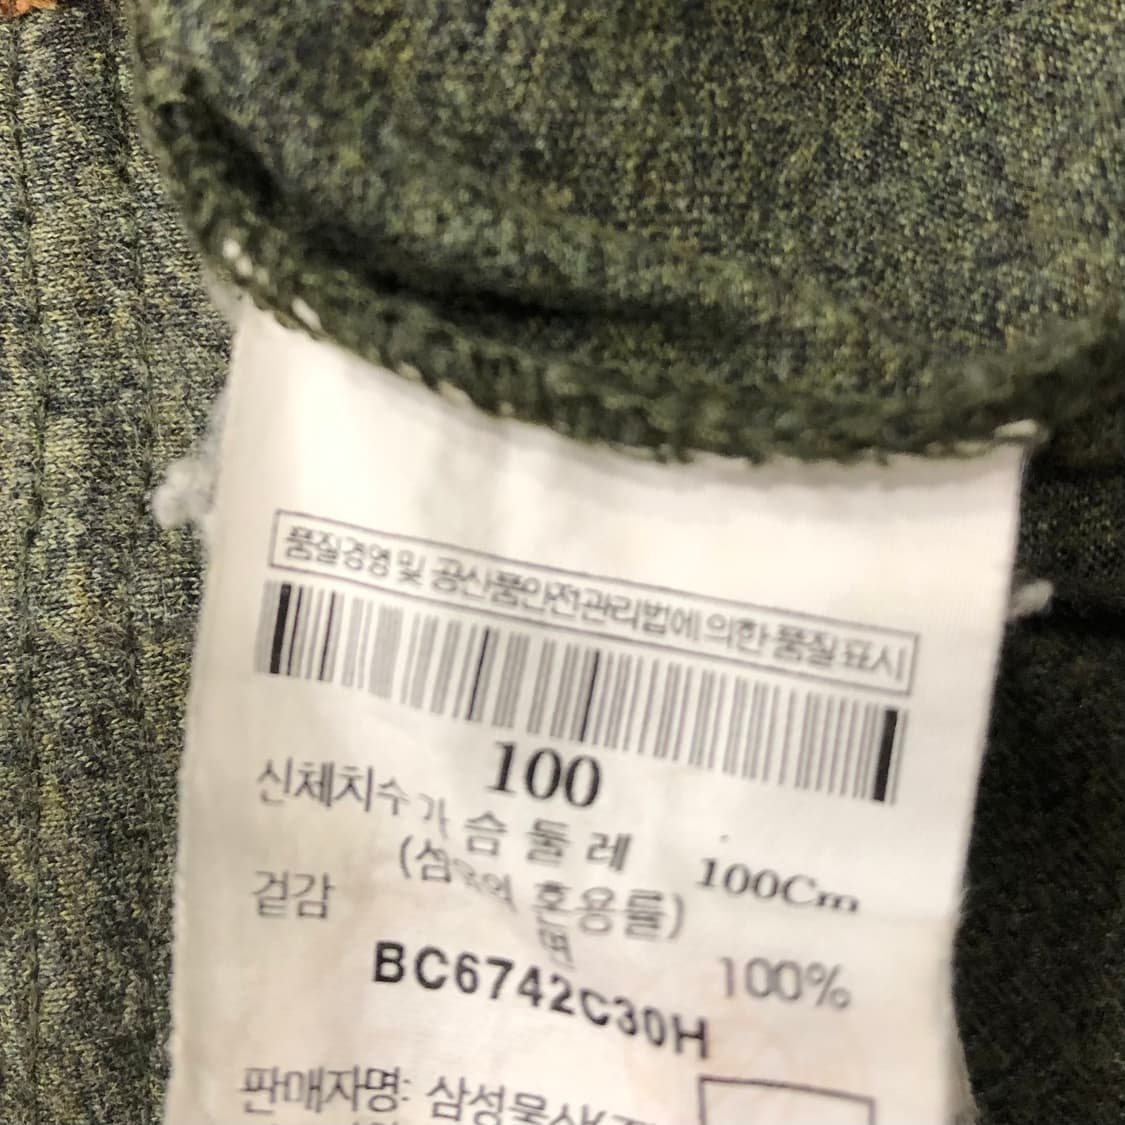 품질경영 및 공산품안전관리법에 의한 품질표시
100
신체치수 가 슴 둘 레 100Cm
(섬유의 혼용률)
겉감 면 100%
BC6742C30H
판매자명: 삼성물산(